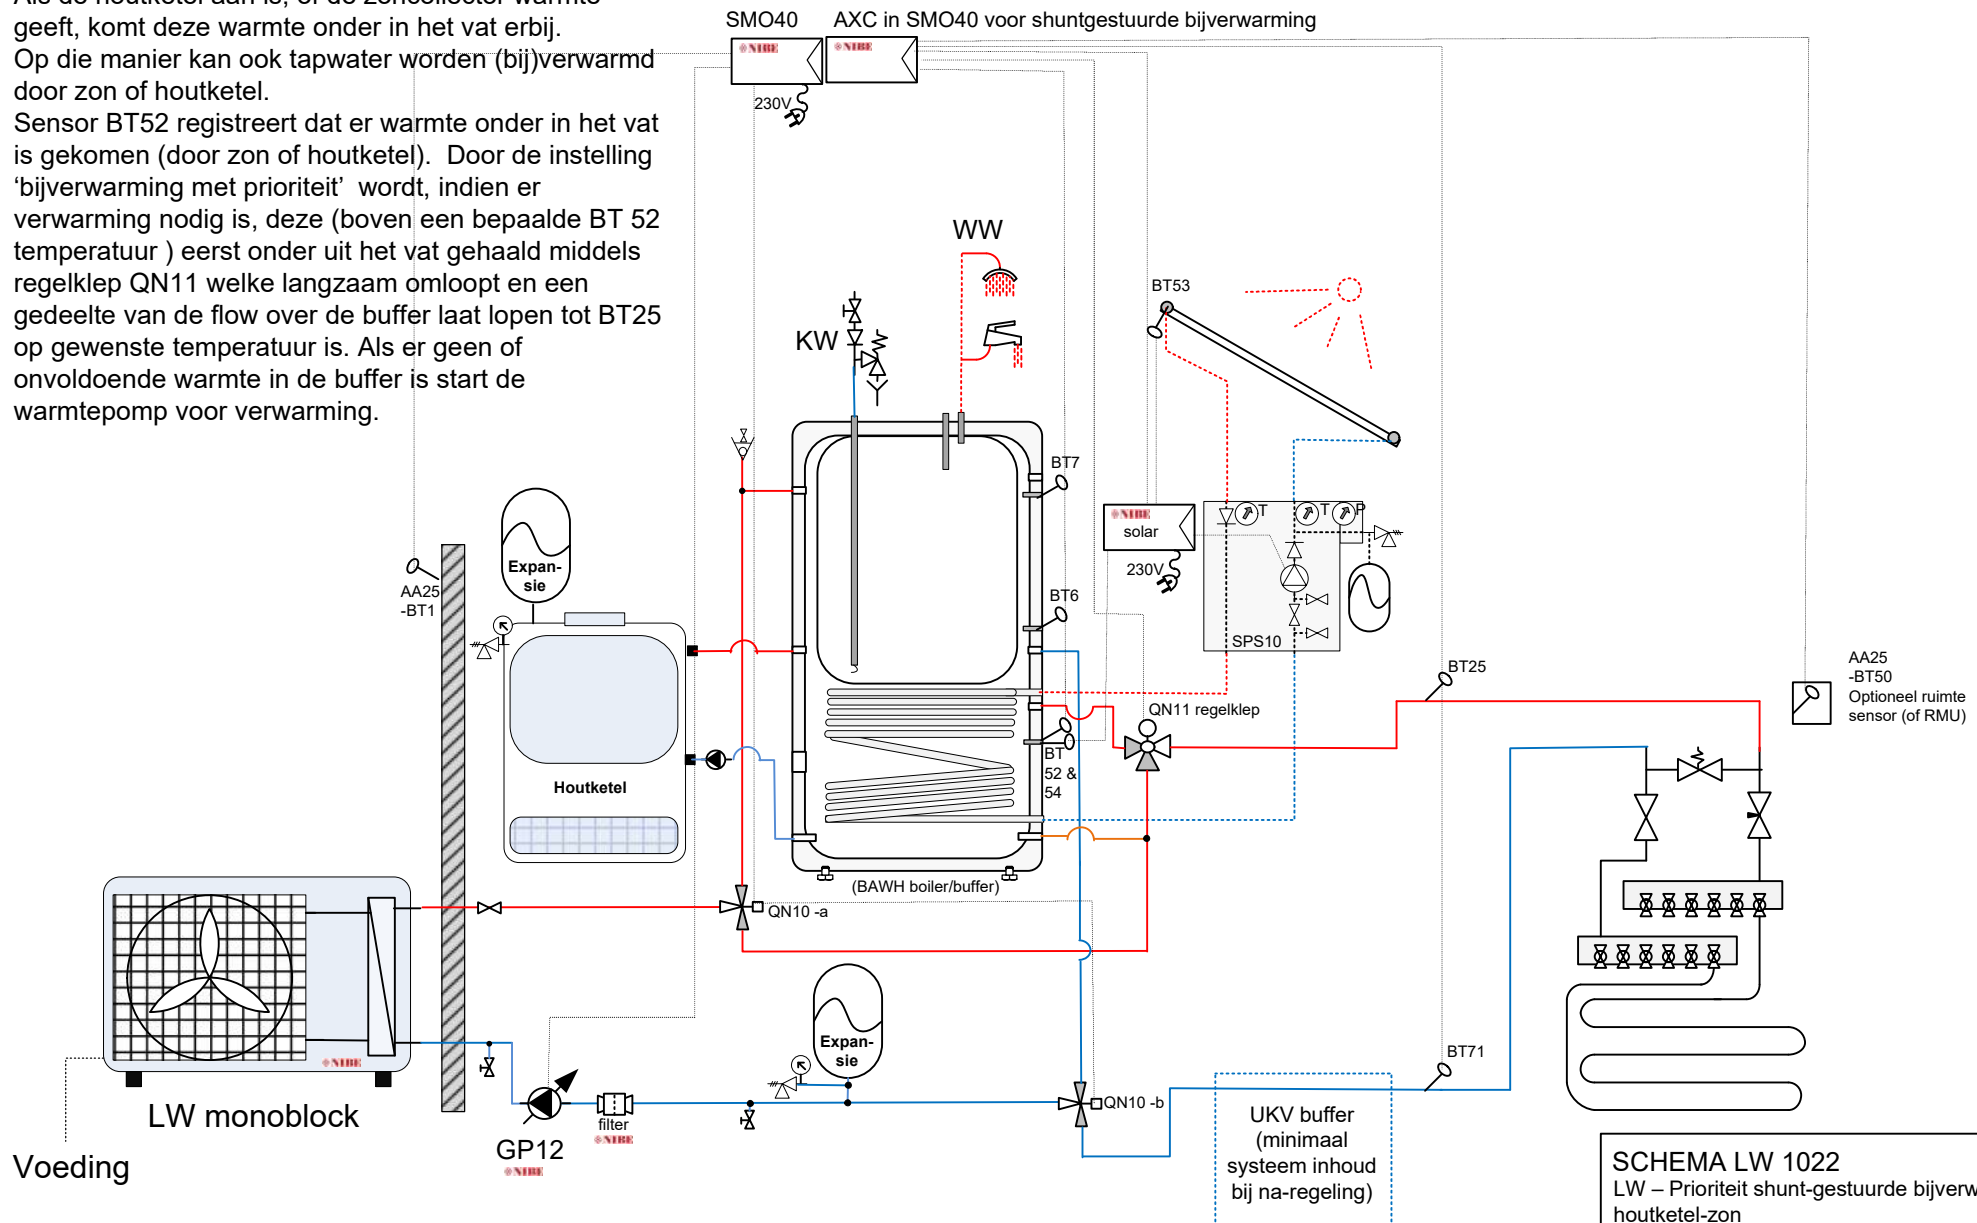 geeft, komt deze warmte onder in het vat erbij.
Op die manier kan ook tapwater worden (bij)verwarmd
door zon of houtketel.
Sensor BT52 registreert dat er warmte onder in het vat
is gekomen (door zon of houtketel). Door de instelling
‘bijverwarming met prioriteit’ wordt, indien er
verwarming nodig is, deze (boven een bepaalde BT 52
temperatuur ) eerst onder uit het vat gehaald middels
regelklep QN11 welke langzaam omloopt en een
gedeelte van de flow over de buffer laat lopen tot BT25
op gewenste temperatuur is. Als er geen of
onvoldoende warmte in de buffer is start de
warmtepomp voor verwarming.
SMO40
AXC in SMO40 voor shuntgestuurde bijverwarming
NIBE
NIBE
230V
WW
KW
BT53
BT7
NIBE
solar
230V
T
T
P
SPS10
BT6
AA25
-BT1
Expan-
sie
Houtketel
BT
52 &
54
QN11 regelklep
BT25
AA25
-BT50
Optioneel ruimte
sensor (of RMU)
(BAWH boiler/buffer)
QN10 -a
NIBE
LW monoblock
Voeding
GP12
NIBE
filter
NIBE
Expan-
sie
QN10 -b
BT71
UKV buffer
(minimaal
systeem inhoud
bij na-regeling)
SCHEMA LW 1022
LW – Prioriteit shunt-gestuurde bijverw
houtketel-zon